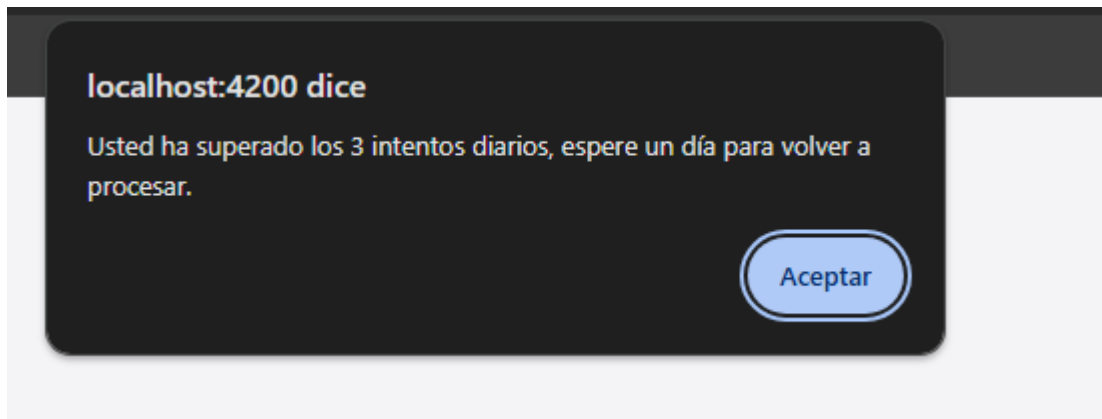 localhost:4200 dice
Usted ha superado los 3 intentos diarios, espere un día para volver a
procesar.
Aceptar